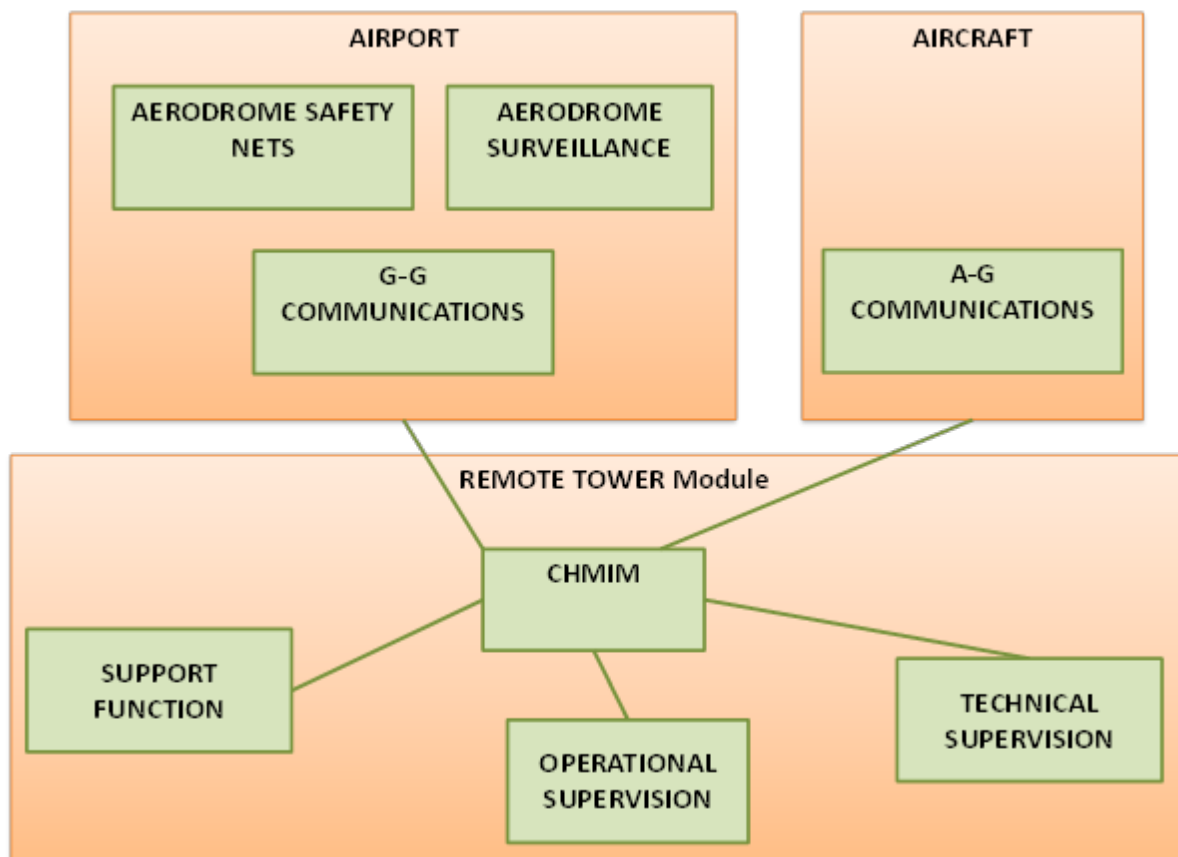 AIRPORT
AERODROME SAFETY
NETS
AERODROME
SURVEILLANCE
G-G
COMMUNICATIONS
AIRCRAFT
A-G
COMMUNICATIONS
REMOTE TOWER Module
CHMIM
SUPPORT
FUNCTION
OPERATIONAL
SUPERVISION
TECHNICAL
SUPERVISION